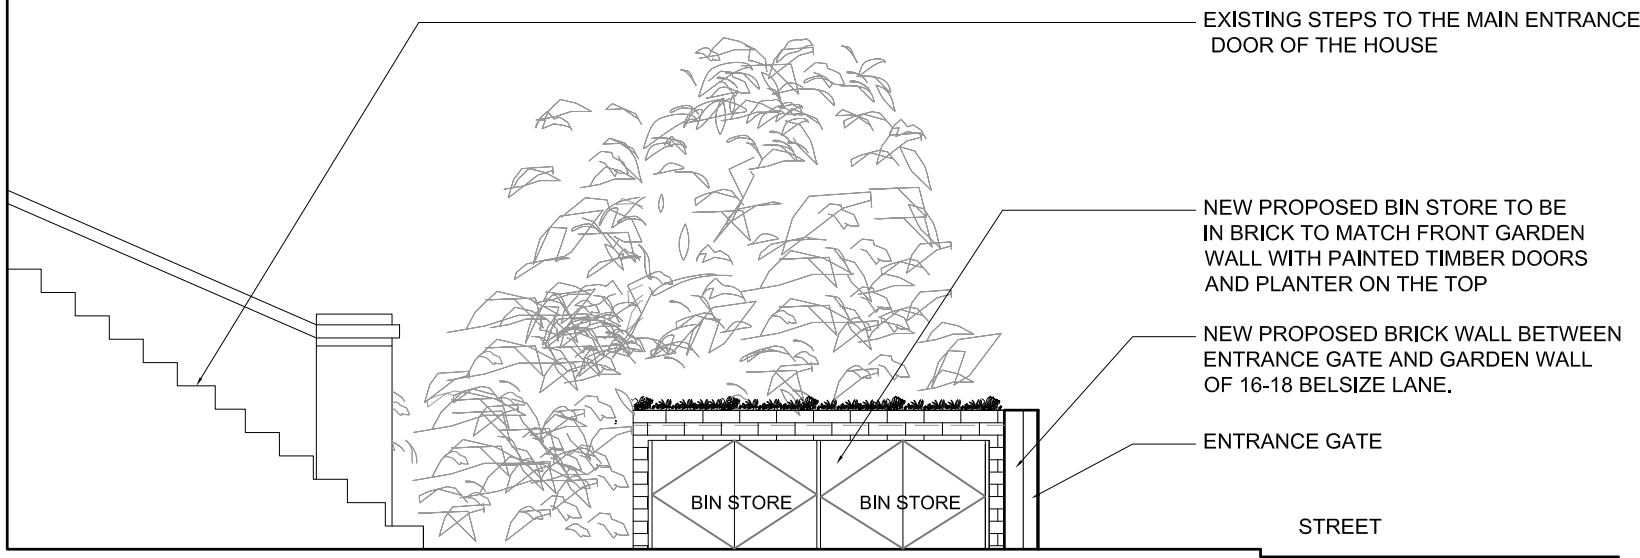 EXISTING STEPS TO THE MAIN ENTRANCE
DOOR OF THE HOUSE
NEW PROPOSED BIN STORE TO BE
IN BRICK TO MATCH FRONT GARDEN
WALL WITH PAINTED TIMBER DOORS
AND PLANTER ON THE TOP
NEW PROPOSED BRICK WALL BETWEEN
ENTRANCE GATE AND GARDEN WALL
OF 16-18 BELSIZE LANE.
ENTRANCE GATE
BIN STORE
BIN STORE
STREET